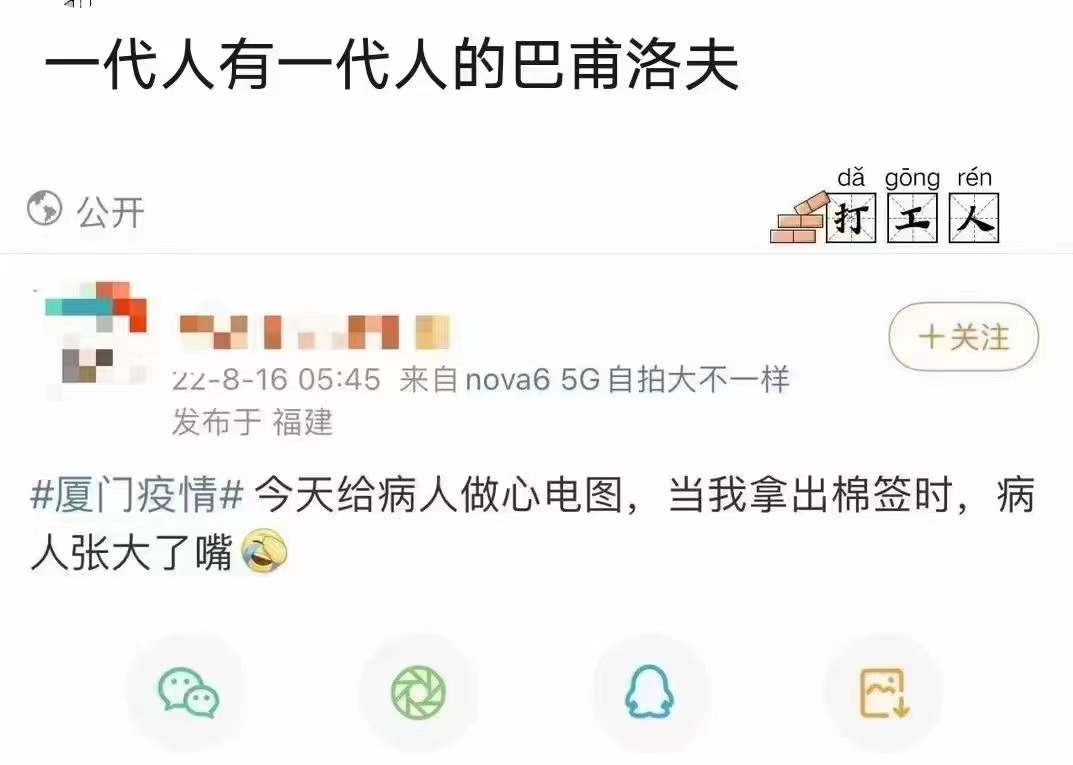 一代人有一代人的巴甫洛夫
公开
dǎ gōng rén
打工人
22-8-16 05:45 来自nova6 5G自拍大不一样
发布于 福建
+关注
#厦门疫情# 今天给病人做心电图，当我拿出棉签时，病
人张大了嘴